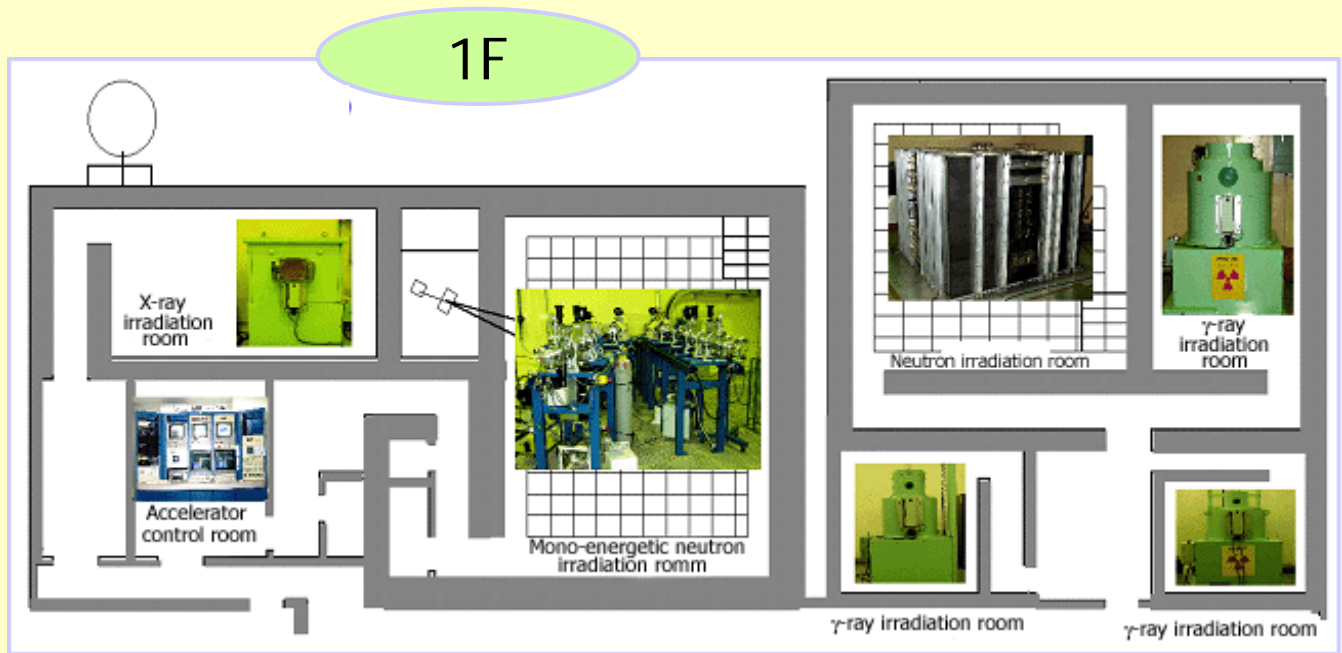 1F
X-ray
irradiation
room
Accelerator
control room
Mono-energetic neutron
irradiation romm
Neutron irradiation room
γ-ray
irradiation
room
γ-ray irradiation room
γ-ray irradiation room